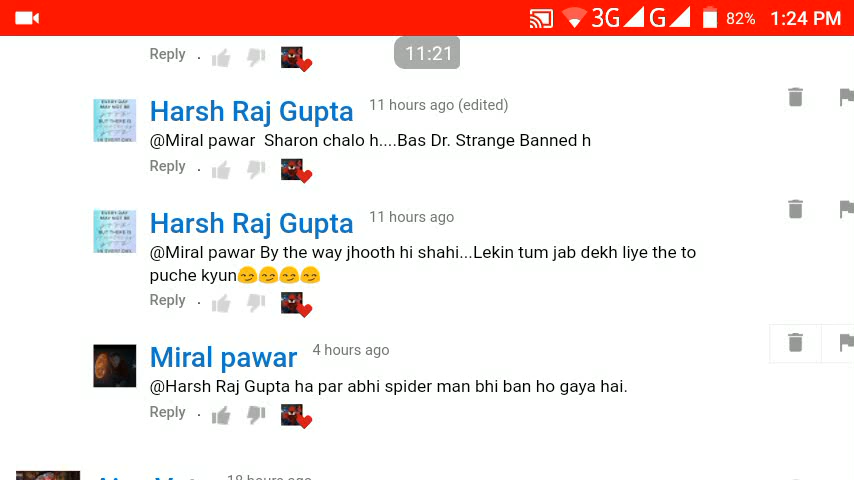 3G G 82% 1:24 PM
11:21
Reply .
Harsh Raj Gupta 11 hours ago (edited)
@Miral pawar Sharon chalo h....Bas Dr. Strange Banned h
Reply .
Harsh Raj Gupta 11 hours ago
@Miral pawar By the way jhooth hi shahi...Lekin tum jab dekh liye the to
puche kyun😏😏😏😏
Reply .
Miral pawar 4 hours ago
@Harsh Raj Gupta ha par abhi spider man bhi ban ho gaya hai.
Reply .
18 hours ago